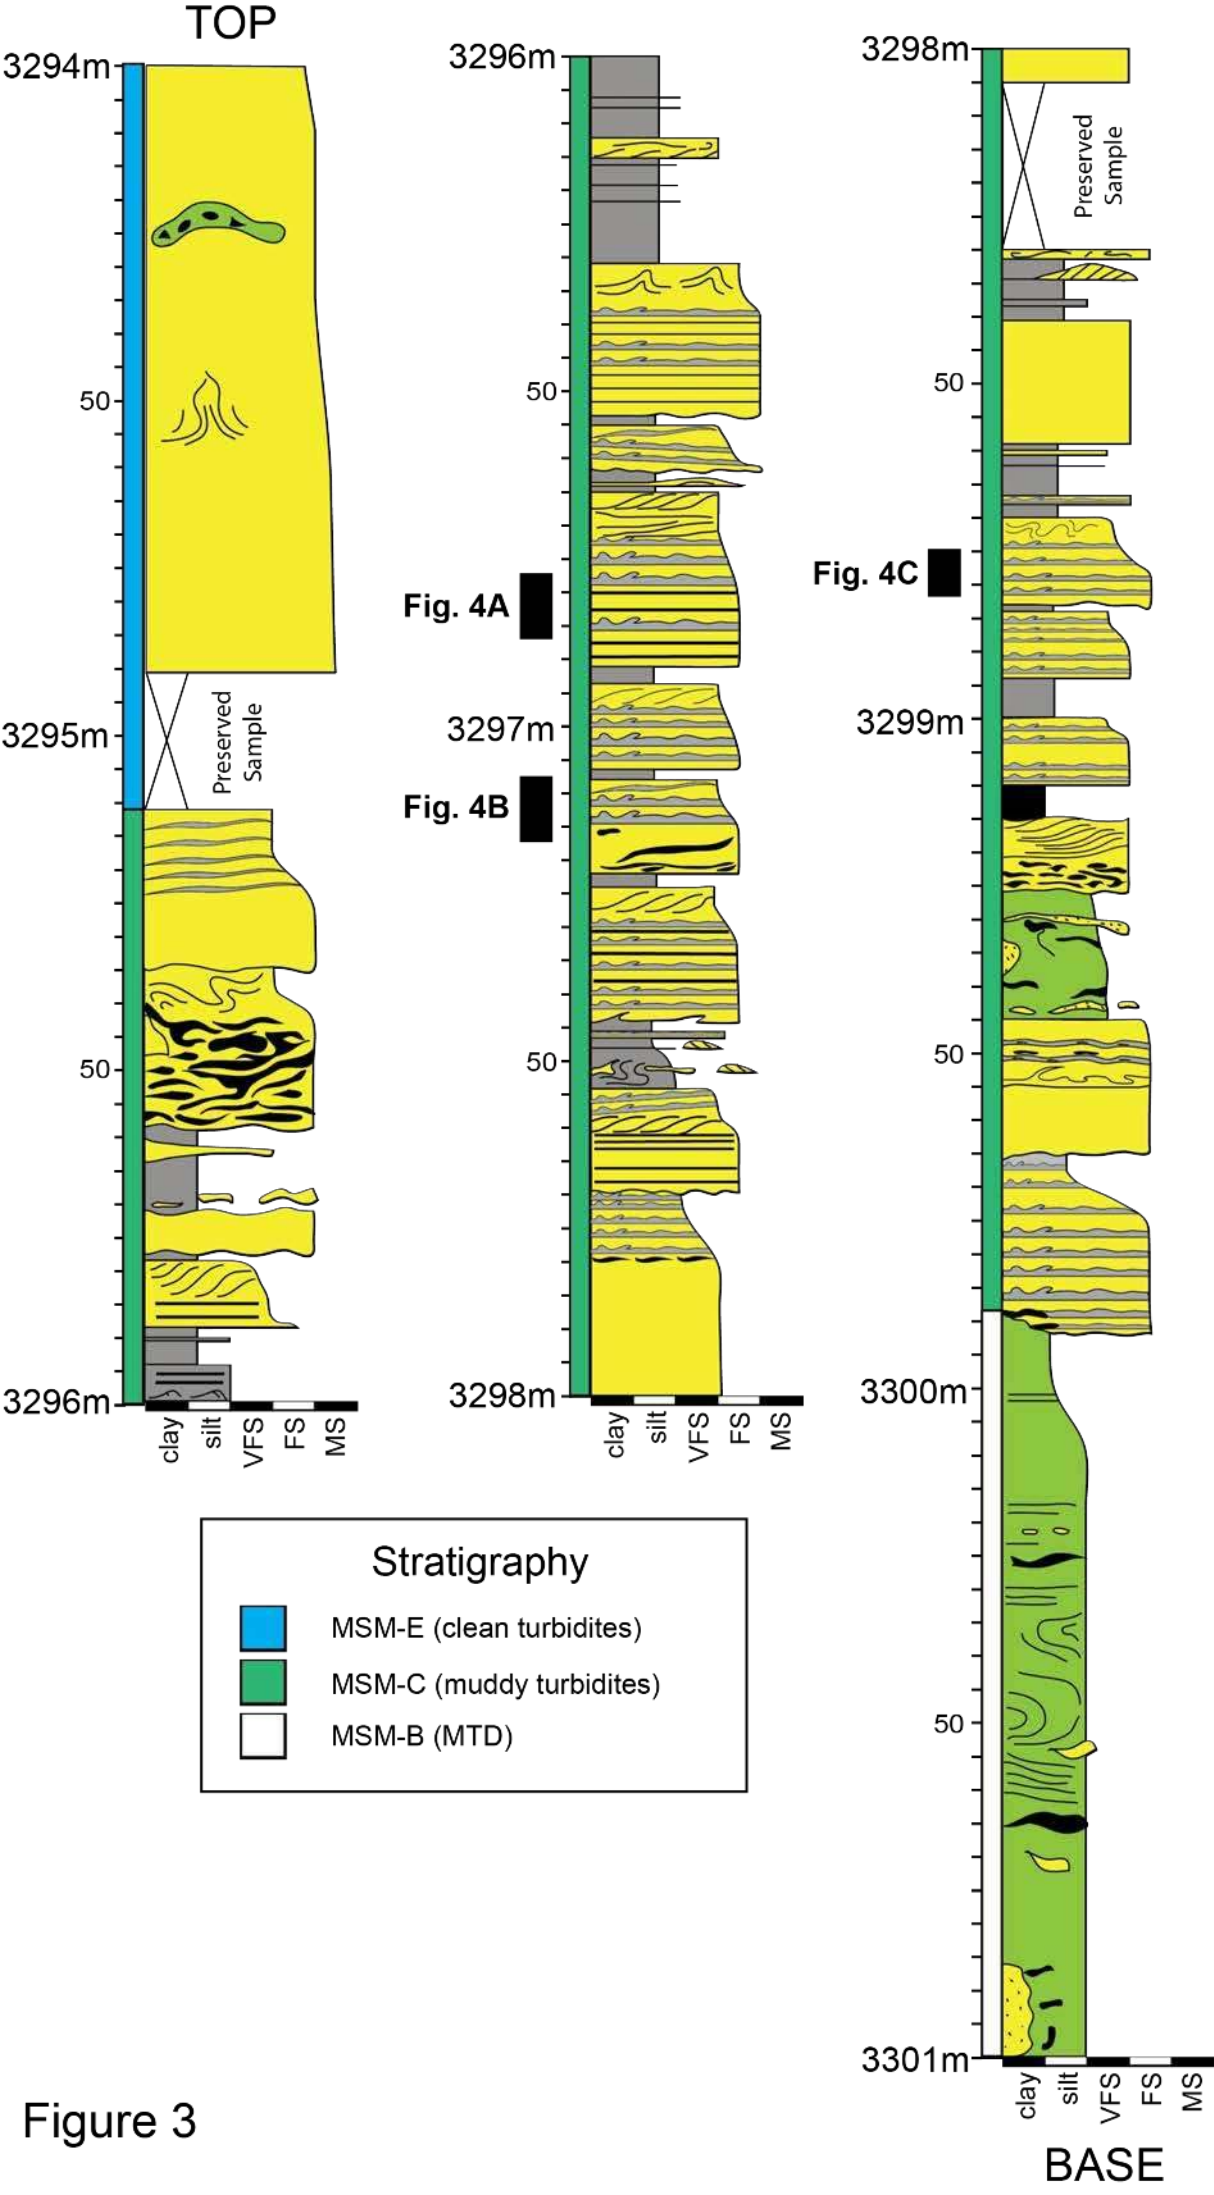 TOP
3294m
50
3295m
Preserved
Sample
50
3296m
clay
silt
VFS
FS
MS
3296m
50
Fig. 4A
3297m
Fig. 4B
50
3298m
clay
silt
VFS
FS
MS
3298m
Preserved
Sample
50
Fig. 4C
3299m
50
3300m
50
3301m
clay
silt
VFS
FS
MS
BASE
Stratigraphy
MSM-E (clean turbidites)
MSM-C (muddy turbidites)
MSM-B (MTD)
Figure 3